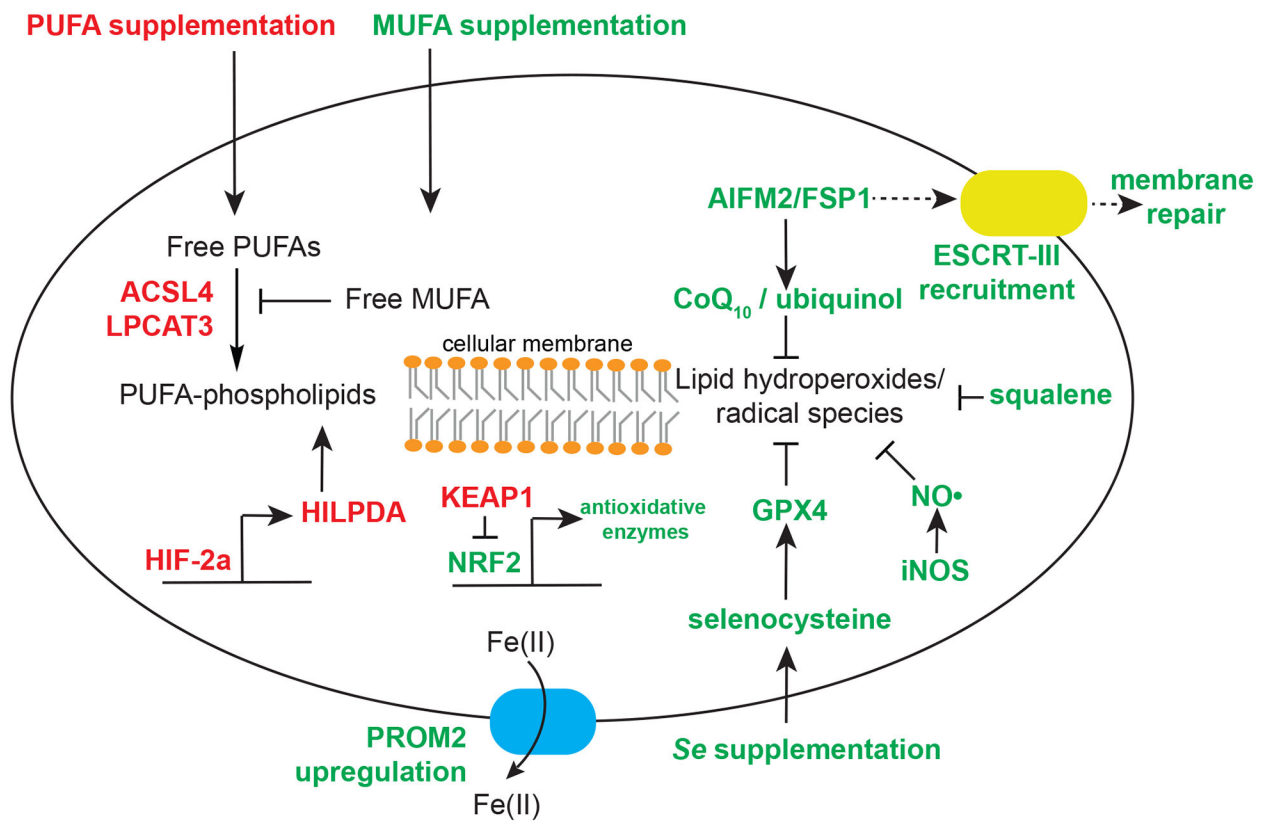 PUFA supplementation
MUFA supplementation
AIFM2/FSP1
membrane
repair
Free PUFAs
ESCRT-III
recruitment
ACSL4
LPCAT3
Free MUFA
CoQ10 / ubiquinol
cellular membrane
PUFA-phospholipids
Lipid hydroperoxides/
radical species
squalene
KEAP1
antioxidative
enzymes
HILPDA
GPX4
NO•
HIF-2a
NRF2
iNOS
selenocysteine
Fe(II)
PROM2
upregulation
Se supplementation
Fe(II)